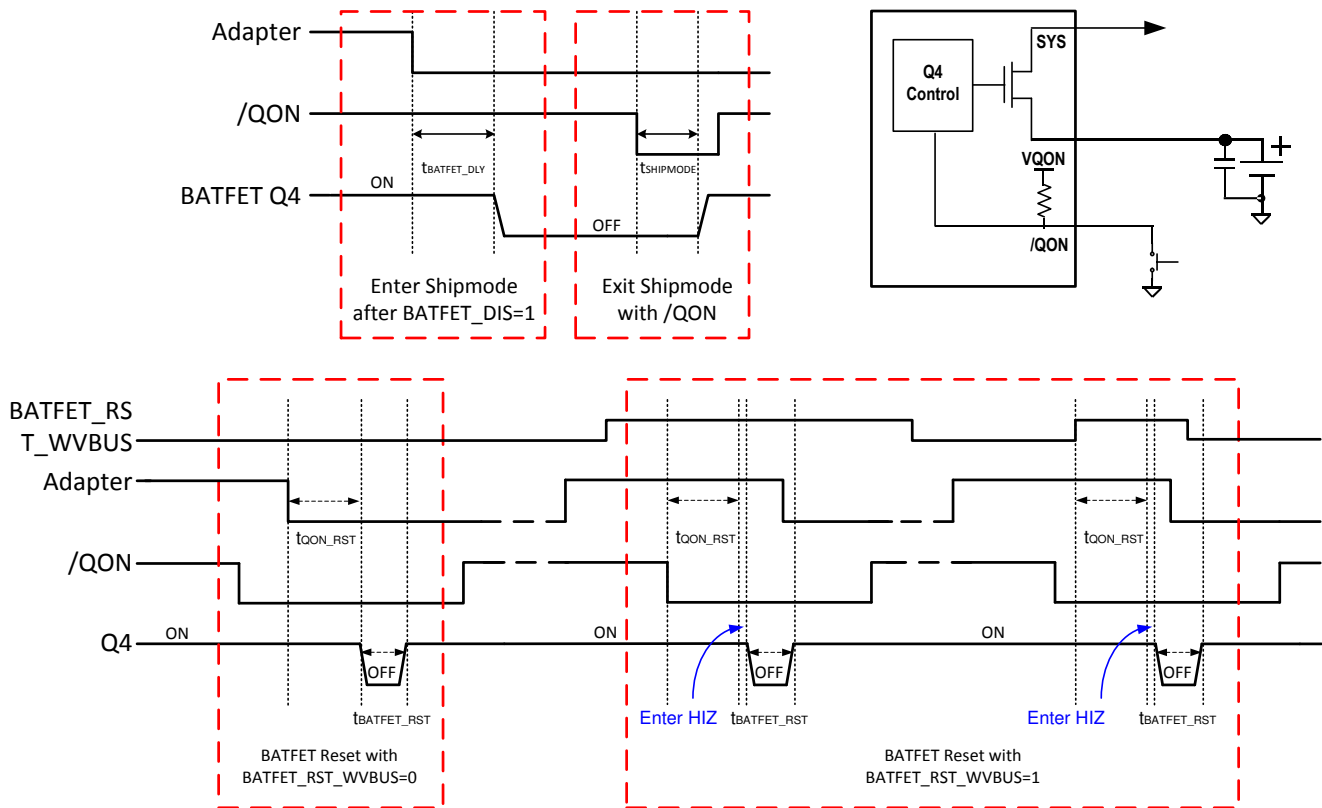 Adapter
/QON
tBATFET_DLY
tSHIPMODE
ON
BATFET Q4
OFF
Enter Shipmode
after BATFET_DIS=1
Exit Shipmode
with /QON
SYS
Q4
Control
VQON
+
/QON
BATFET_RS
T_WVBUS
Adapter
tQON_RST
tQON_RST
tQON_RST
/QON
ON
ON
ON
Q4
OFF
OFF
OFF
tBATFET_RST
Enter HIZ
tBATFET_RST
Enter HIZ
tBATFET_RST
BATFET Reset with
BATFET_RST_WVBUS=0
BATFET Reset with
BATFET_RST_WVBUS=1